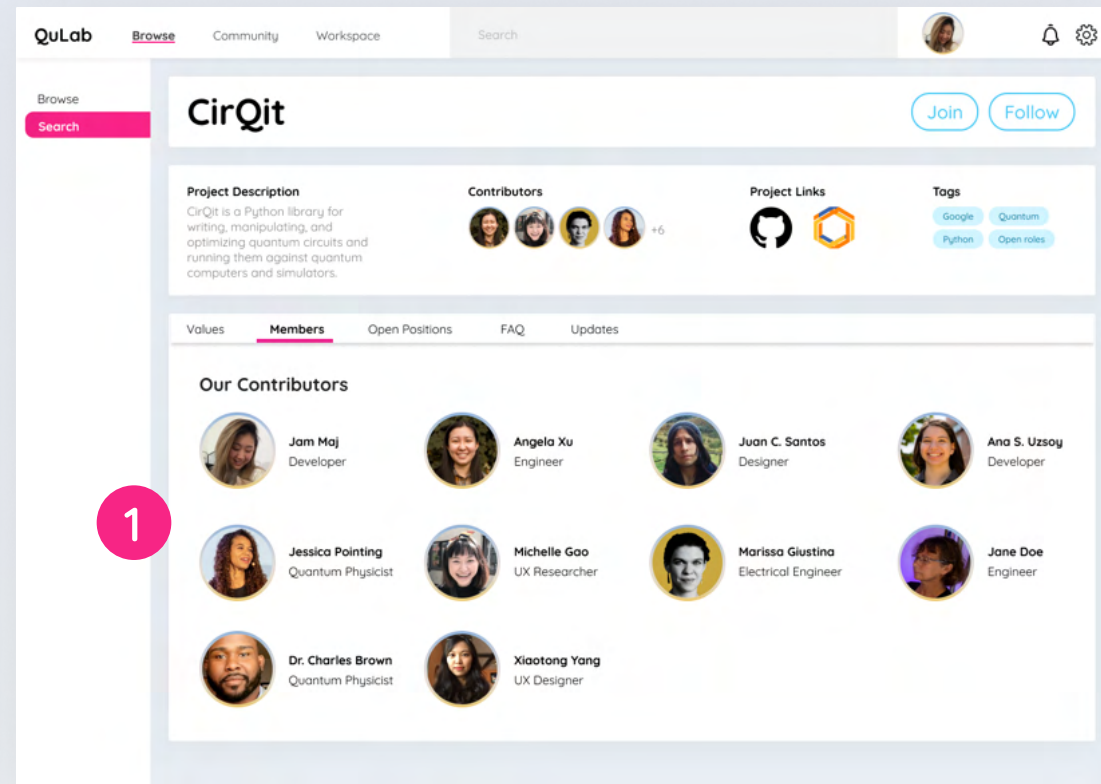 QuLab
Browse
Community
Workspace
Search
Browse
Search
CirQit
Join
Follow
Project Description
CirQit is a Python library for
writing, manipulating, and
optimizing quantum circuits and
running them against quantum
computers and simulators.
Contributors
+6
Project Links
Tags
Google
Quantum
Python
Open roles
Values
Members
Open Positions
FAQ
Updates
Our Contributors
Jam Maj
Developer
Angela Xu
Engineer
Juan C. Santos
Designer
Ana S. Uzsoy
Developer
1
Jessica Pointing
Quantum Physicist
Michelle Gao
UX Researcher
Marissa Giustina
Electrical Engineer
Jane Doe
Engineer
Dr. Charles Brown
Quantum Physicist
Xiaotong Yang
UX Designer